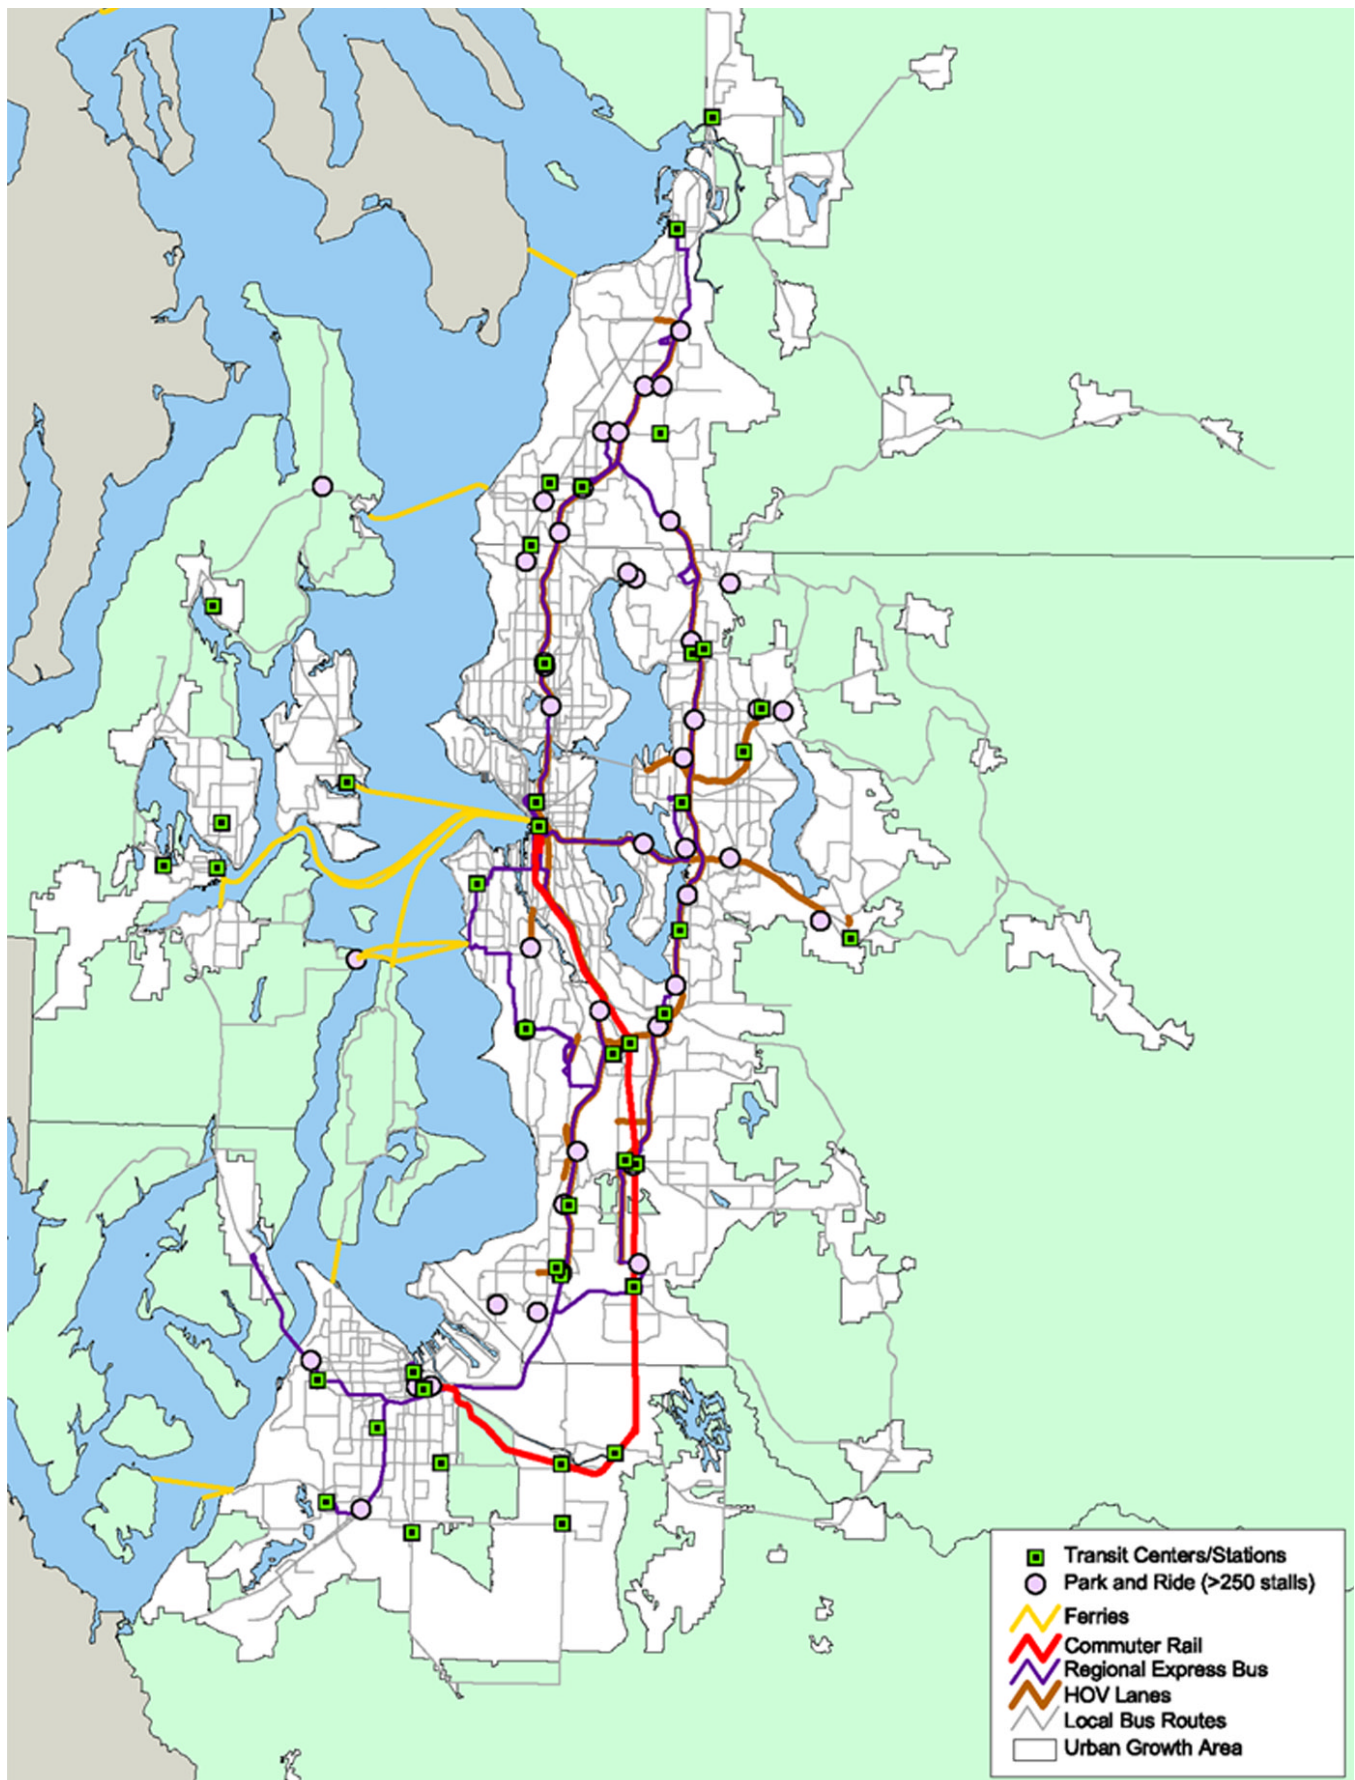 Transit Centers/Stations
Park and Ride (>250 stalls)
Ferries
Commuter Rail
Regional Express Bus
HOV Lanes
Local Bus Routes
Urban Growth Area